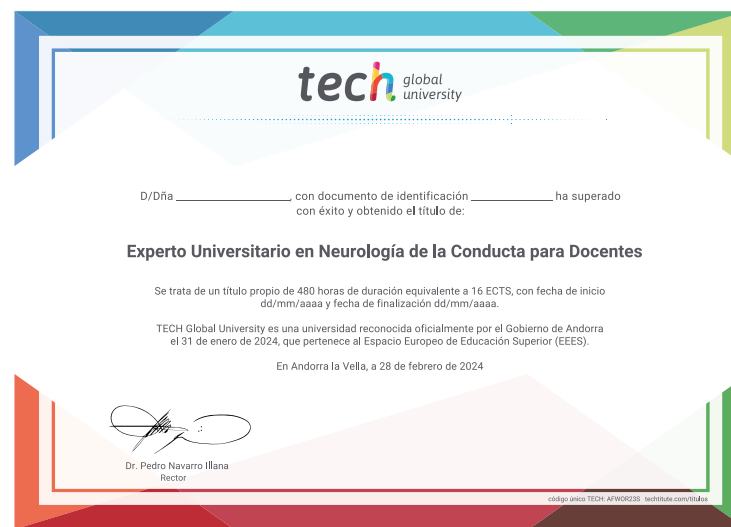 tech global university
D/Dña ____________, con documento de identificación ____________ ha superado
con éxito y obtenido el título de:
Experto Universitario en Neurología de la Conducta para Docentes
Se trata de un título propio de 480 horas de duración equivalente a 16 ECTS, con fecha de inicio
dd/mm/aaaa y fecha de finalización dd/mm/aaaa.
TECH Global University es una universidad reconocida oficialmente por el Gobierno de Andorra
el 31 de enero de 2024, que pertenece al Espacio Europeo de Educación Superior (EEES).
En Andorra la Vella, a 28 de febrero de 2024
Dr. Pedro Navarro Illana
Rector
código único TECH: AFWOR23S techtitute.com/titulos